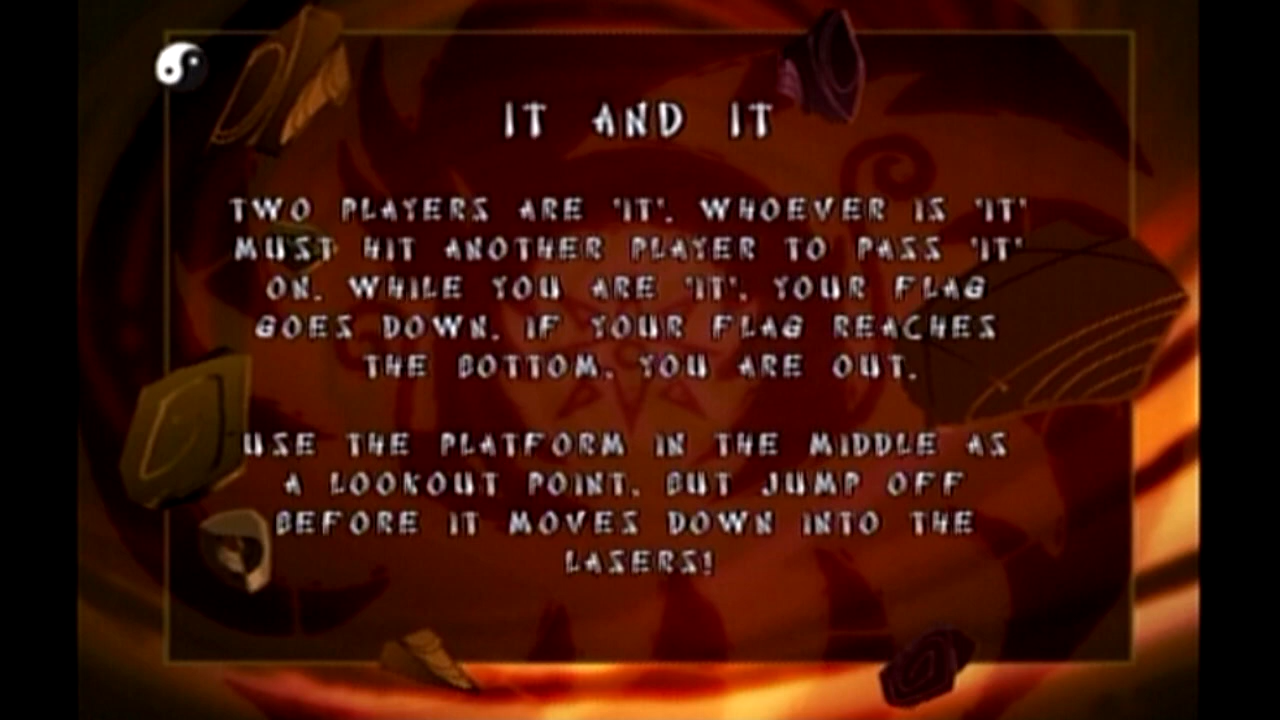 IT AND IT
TWO PLAYERS ARE 'IT'. WHOEVER IS 'IT'
MUST HIT ANOTHER PLAYER TO PASS 'IT'
ON. WHILE YOU ARE 'IT', YOUR FLAG
GOES DOWN. IF YOUR FLAG REACHES
THE BOTTOM, YOU ARE OUT.
USE THE PLATFORM IN THE MIDDLE AS
A LOOKOUT POINT, BUT JUMP OFF
BEFORE IT MOVES DOWN INTO THE
LASERS!